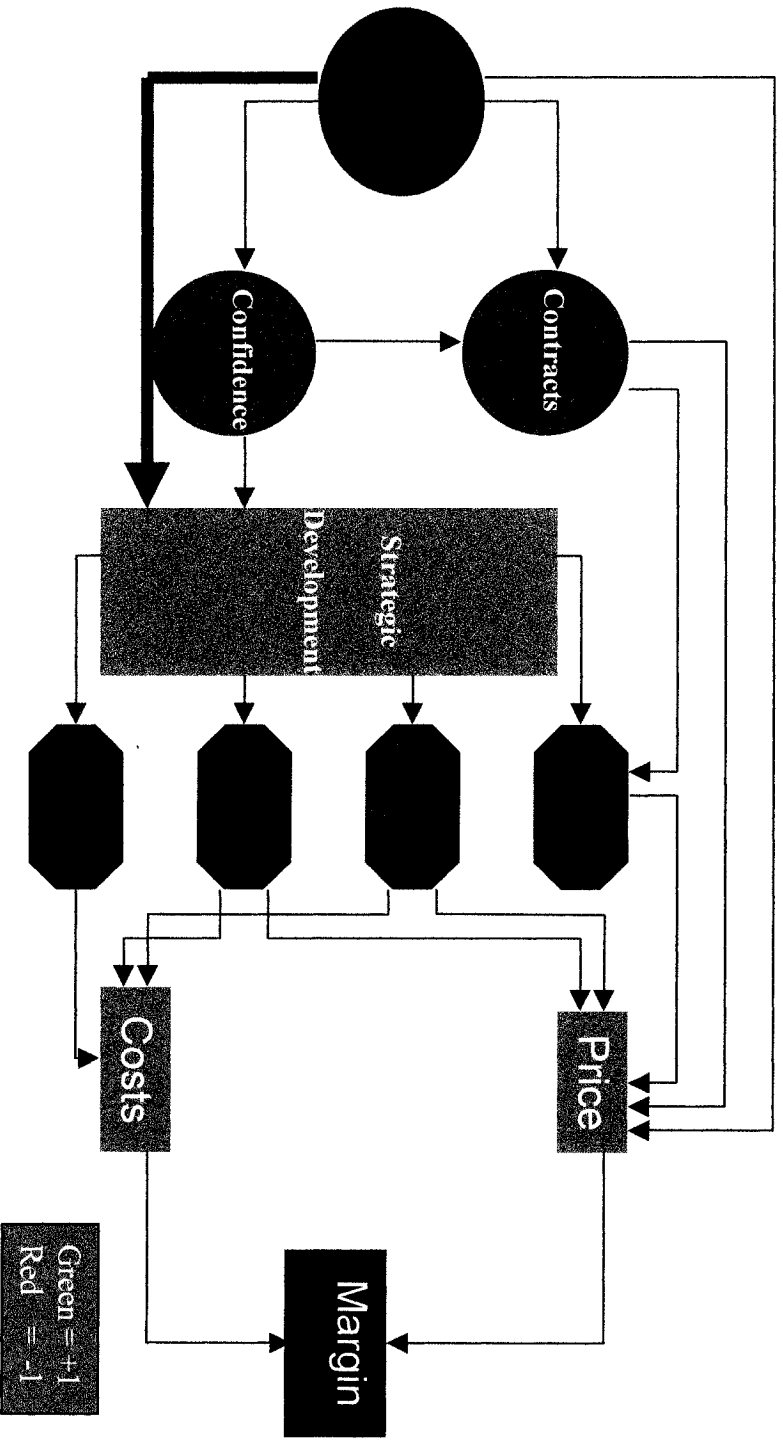 Contracts
Confidence
Strategic
Development
Price
Costs
Margin
Green = +1
Red = -1